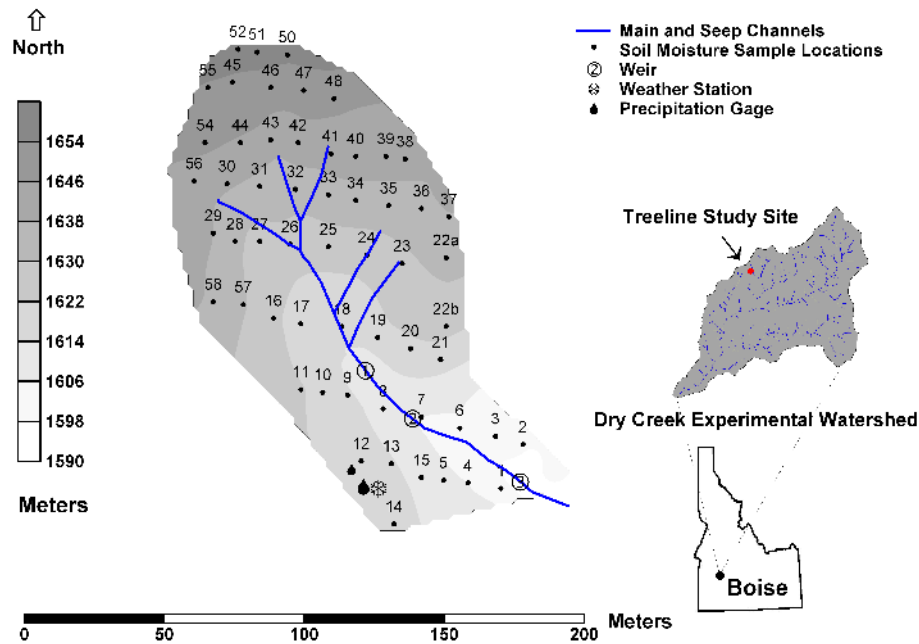 North
1654
1646
1638
1630
1622
1614
1606
1598
1590
Meters
Main and Seep Channels
Soil Moisture Sample Locations
② Weir
Weather Station
Precipitation Gage
52 51 50
55 45 46 47 48
54 44 43 42 41 40 39 38
56 30 31 32 33 34 35 36 37
29 28 27 26 25 24 23 22a
58 57 16 17 18 19 20 21 22b
11 10 9 8 7 6 3 2
12 13 15 5 4 1
14
1
2
3
Treeline Study Site
Dry Creek Experimental Watershed
Boise
0 50 100 150 200
Meters